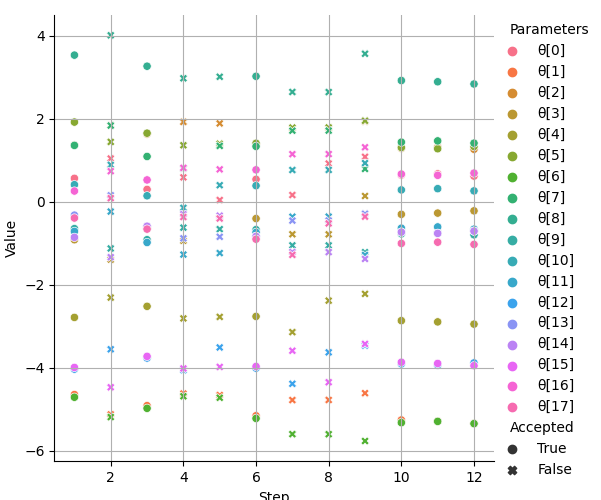 4
2
0
−2
−4
−6
Value
2
4
6
8
10
12
Step
Parameters
θ[0]
θ[1]
θ[2]
θ[3]
θ[4]
θ[5]
θ[6]
θ[7]
θ[8]
θ[9]
θ[10]
θ[11]
θ[12]
θ[13]
θ[14]
θ[15]
θ[16]
θ[17]
Accepted
True
False